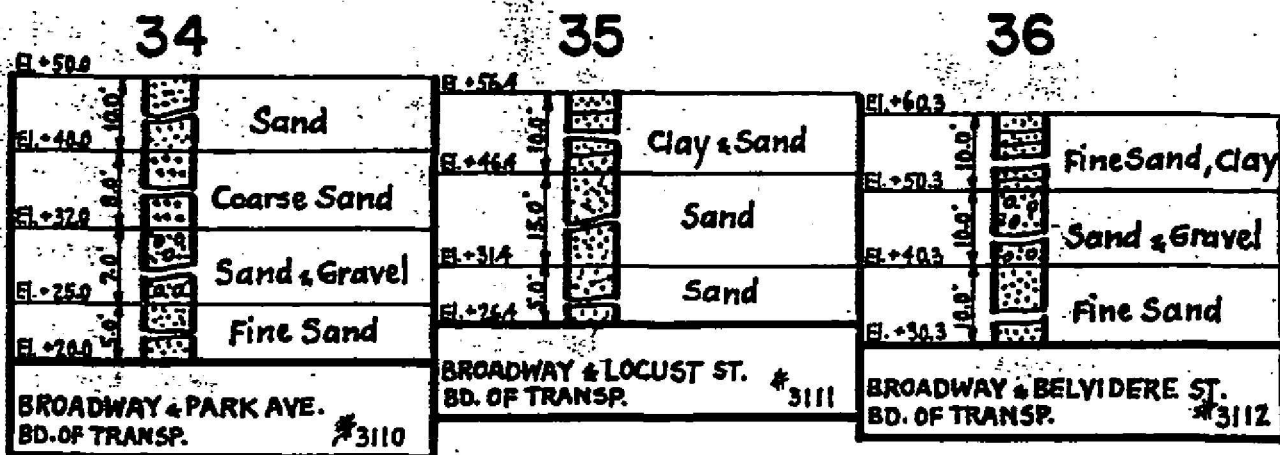 34
El.+50.0
10.0'
Sand
El.+40.0
8.0'
Coarse Sand
El.+32.0
7.0'
Sand & Gravel
El.+25.0
5.0'
Fine Sand
El.+20.0
BROADWAY & PARK AVE.
BD. OF TRANSP. #3110
35
El.+56.4
10.0'
Clay & Sand
El.+46.4
15.0'
Sand
El.+31.4
5.0'
Sand
El.+26.4
BROADWAY & LOCUST ST.
BD. OF TRANSP. #3111
36
El.+60.3
10.0'
Fine Sand, Clay
El.+50.3
10.0'
Sand & Gravel
El.+40.3
10.0'
Fine Sand
El.+30.3
BROADWAY & BELVIDERE ST.
BD. OF TRANSP. #3112